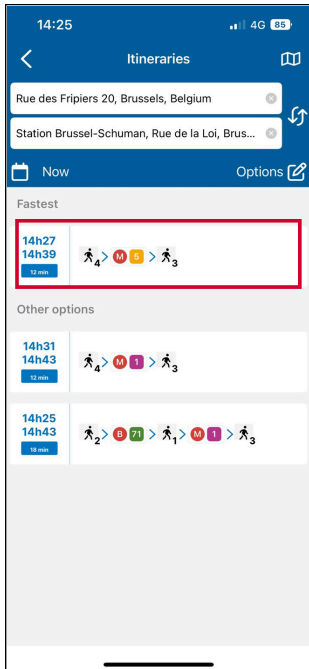 14:25 4G 85
Itineraries
Rue des Fripiers 20, Brussels, Belgium
Station Brussel-Schuman, Rue de la Loi, Brus...
Now Options
Fastest
14h27
14h39
12 min
4 > M 5 > 3
Other options
14h31
14h43
12 min
4 > M 1 > 3
14h25
14h43
18 min
2 > B 71 > 1 > M 1 > 3